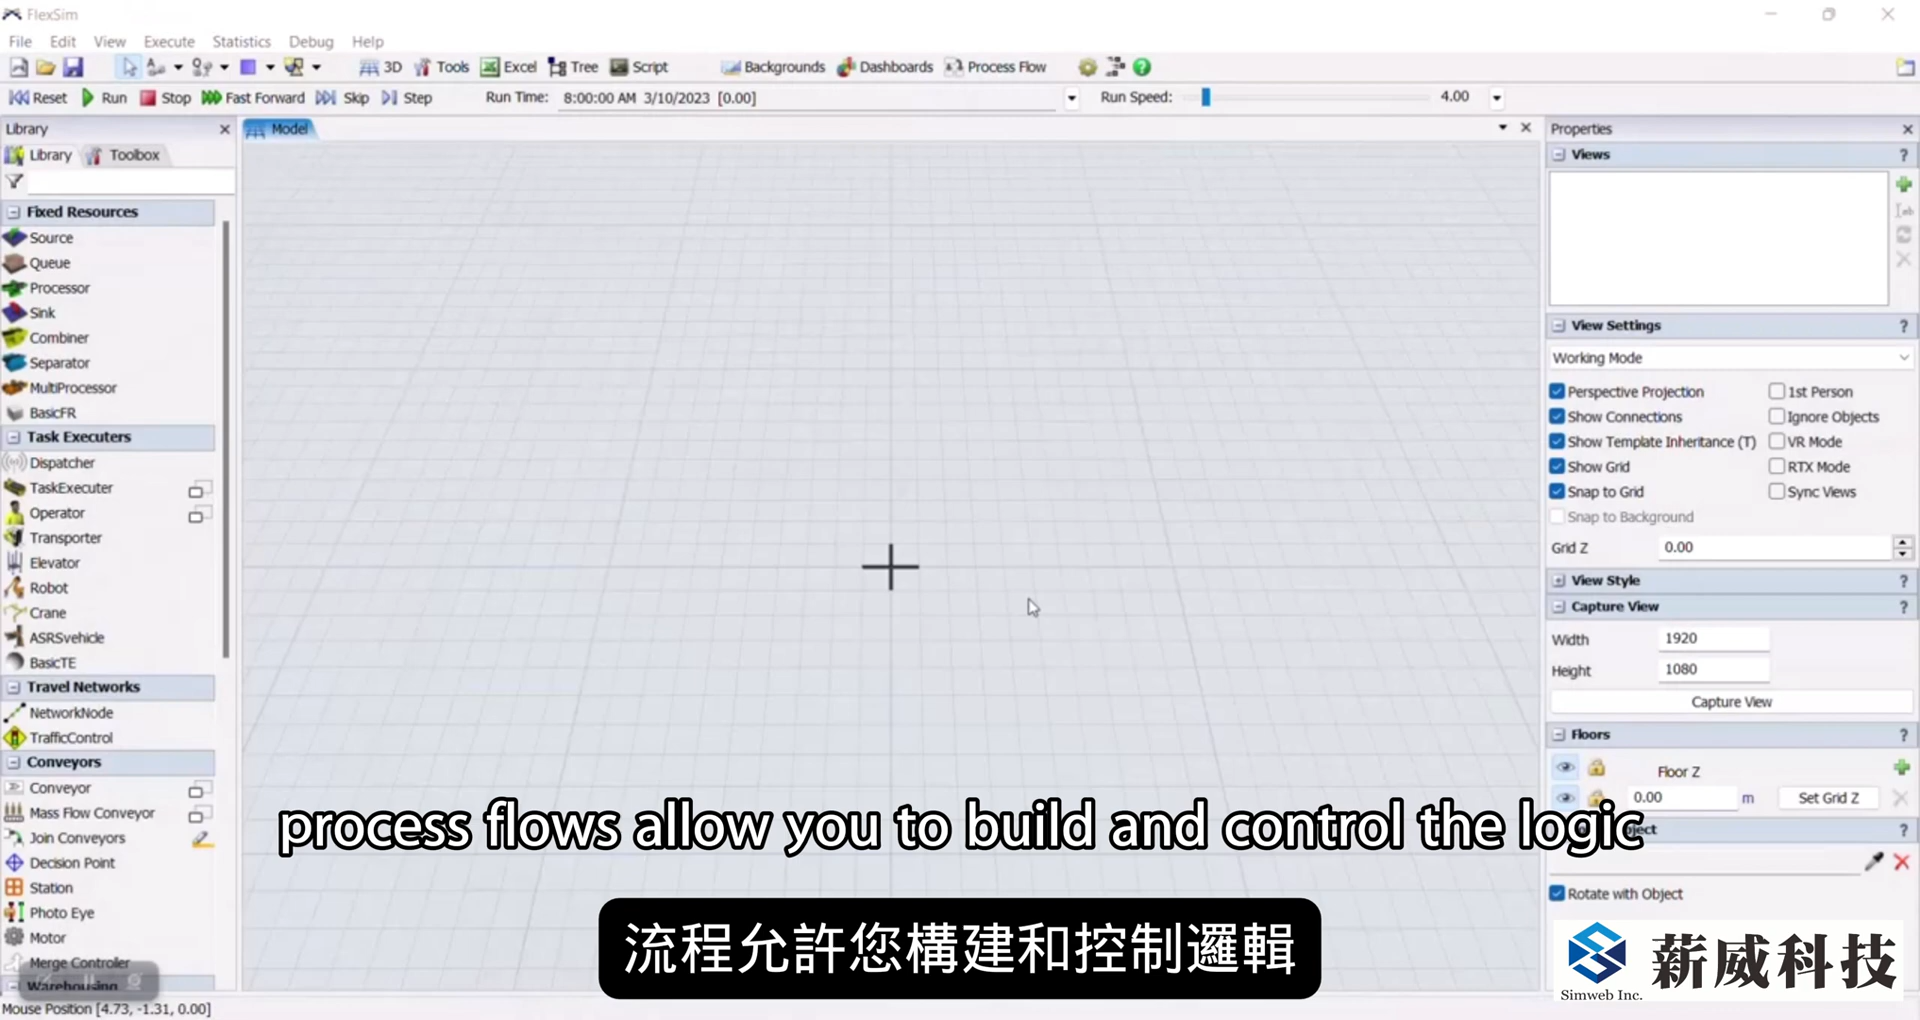 FlexSim
File Edit View Execute Statistics Debug Help
3D Tools Excel Tree Script Backgrounds Dashboards Process Flow
Reset Run Stop Fast Forward Skip Step Run Time: 8:00:00 AM 3/10/2023 [0.00] Run Speed: 4.00
Library
Model
Properties
Library Toolbox
Views
Fixed Resources
Source
Queue
Processor
Sink
Combiner
Separator
MultiProcessor
BasicFR
Task Executers
Dispatcher
TaskExecuter
Operator
Transporter
Elevator
Robot
Crane
ASRSvehicle
BasicTE
Travel Networks
NetworkNode
TrafficControl
Conveyors
Conveyor
Mass Flow Conveyor
Join Conveyors
Decision Point
Station
Photo Eye
Motor
Merge Controller
Warehousing
View Settings
Working Mode
Perspective Projection 1st Person
Show Connections Ignore Objects
Show Template Inheritance (T) VR Mode
Show Grid RTX Mode
Snap to Grid Sync Views
Snap to Background
Grid Z 0.00
View Style
Capture View
Width 1920
Height 1080
Capture View
Floors
Floor Z
0.00 m Set Grid Z
Rotate with Object
process flows allow you to build and control the logic
流程允許您構建和控制邏輯
薪威科技
Simweb Inc.
Mouse Position [4.73, -1.31, 0.00]